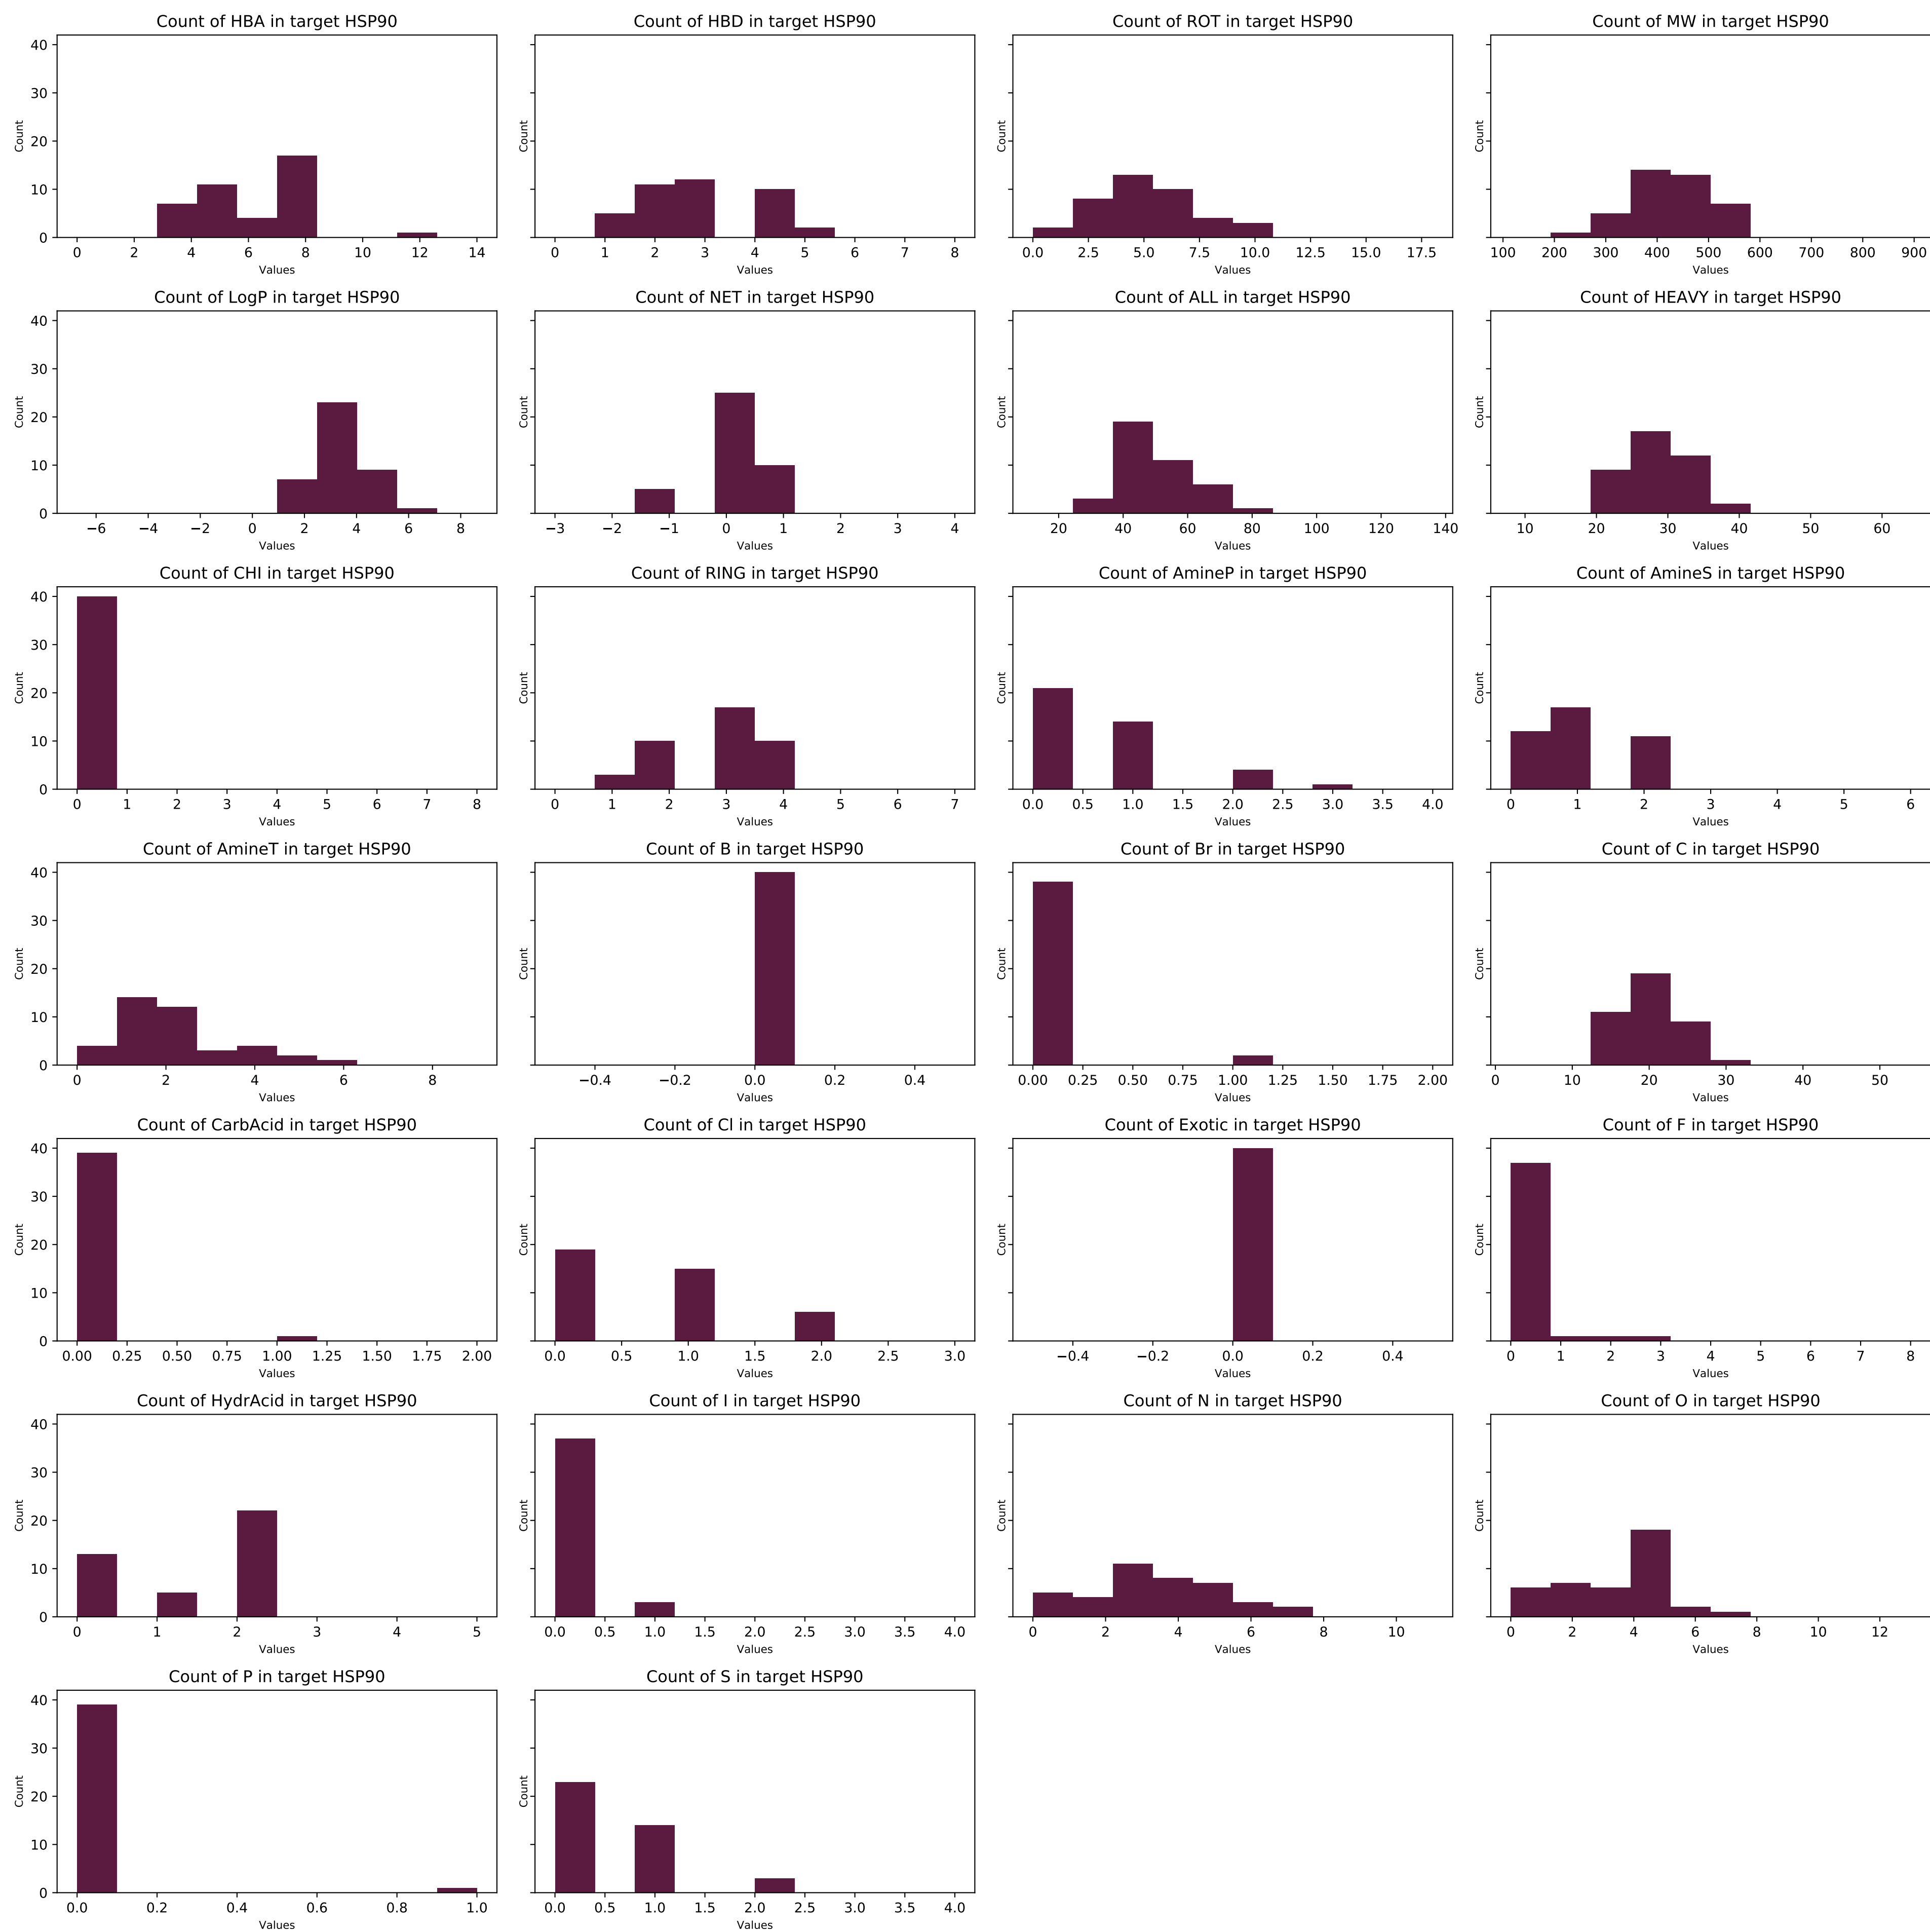 Count of HBA in target HSP90
Count of HBD in target HSP90
Count of ROT in target HSP90
Count of MW in target HSP90
40
30
20
10
0
Count
Count
Count
Count
0 2 4 6 8 10 12 14
0 1 2 3 4 5 6 7 8
0.0 2.5 5.0 7.5 10.0 12.5 15.0 17.5
100 200 300 400 500 600 700 800 900
Values
Values
Values
Values
Count of LogP in target HSP90
Count of NET in target HSP90
Count of ALL in target HSP90
Count of HEAVY in target HSP90
40
30
20
10
0
Count
Count
Count
Count
−6 −4 −2 0 2 4 6 8
−3 −2 −1 0 1 2 3 4
20 40 60 80 100 120 140
10 20 30 40 50 60
Values
Values
Values
Values
Count of CHI in target HSP90
Count of RING in target HSP90
Count of AmineP in target HSP90
Count of AmineS in target HSP90
40
30
20
10
0
Count
Count
Count
Count
0 1 2 3 4 5 6 7 8
0 1 2 3 4 5 6 7
0.0 0.5 1.0 1.5 2.0 2.5 3.0 3.5 4.0
0 1 2 3 4 5 6
Values
Values
Values
Values
Count of AmineT in target HSP90
Count of B in target HSP90
Count of Br in target HSP90
Count of C in target HSP90
40
30
20
10
0
Count
Count
Count
Count
0 2 4 6 8
−0.4 −0.2 0.0 0.2 0.4
0.00 0.25 0.50 0.75 1.00 1.25 1.50 1.75 2.00
0 10 20 30 40 50
Values
Values
Values
Values
Count of CarbAcid in target HSP90
Count of Cl in target HSP90
Count of Exotic in target HSP90
Count of F in target HSP90
40
30
20
10
0
Count
Count
Count
Count
0.00 0.25 0.50 0.75 1.00 1.25 1.50 1.75 2.00
0.0 0.5 1.0 1.5 2.0 2.5 3.0
−0.4 −0.2 0.0 0.2 0.4
0 1 2 3 4 5 6 7 8
Values
Values
Values
Values
Count of HydrAcid in target HSP90
Count of I in target HSP90
Count of N in target HSP90
Count of O in target HSP90
40
30
20
10
0
Count
Count
Count
Count
0 1 2 3 4 5
0.0 0.5 1.0 1.5 2.0 2.5 3.0 3.5 4.0
0 2 4 6 8 10
0 2 4 6 8 10 12
Values
Values
Values
Values
Count of P in target HSP90
Count of S in target HSP90
40
30
20
10
0
Count
Count
0.0 0.2 0.4 0.6 0.8 1.0
0.0 0.5 1.0 1.5 2.0 2.5 3.0 3.5 4.0
Values
Values